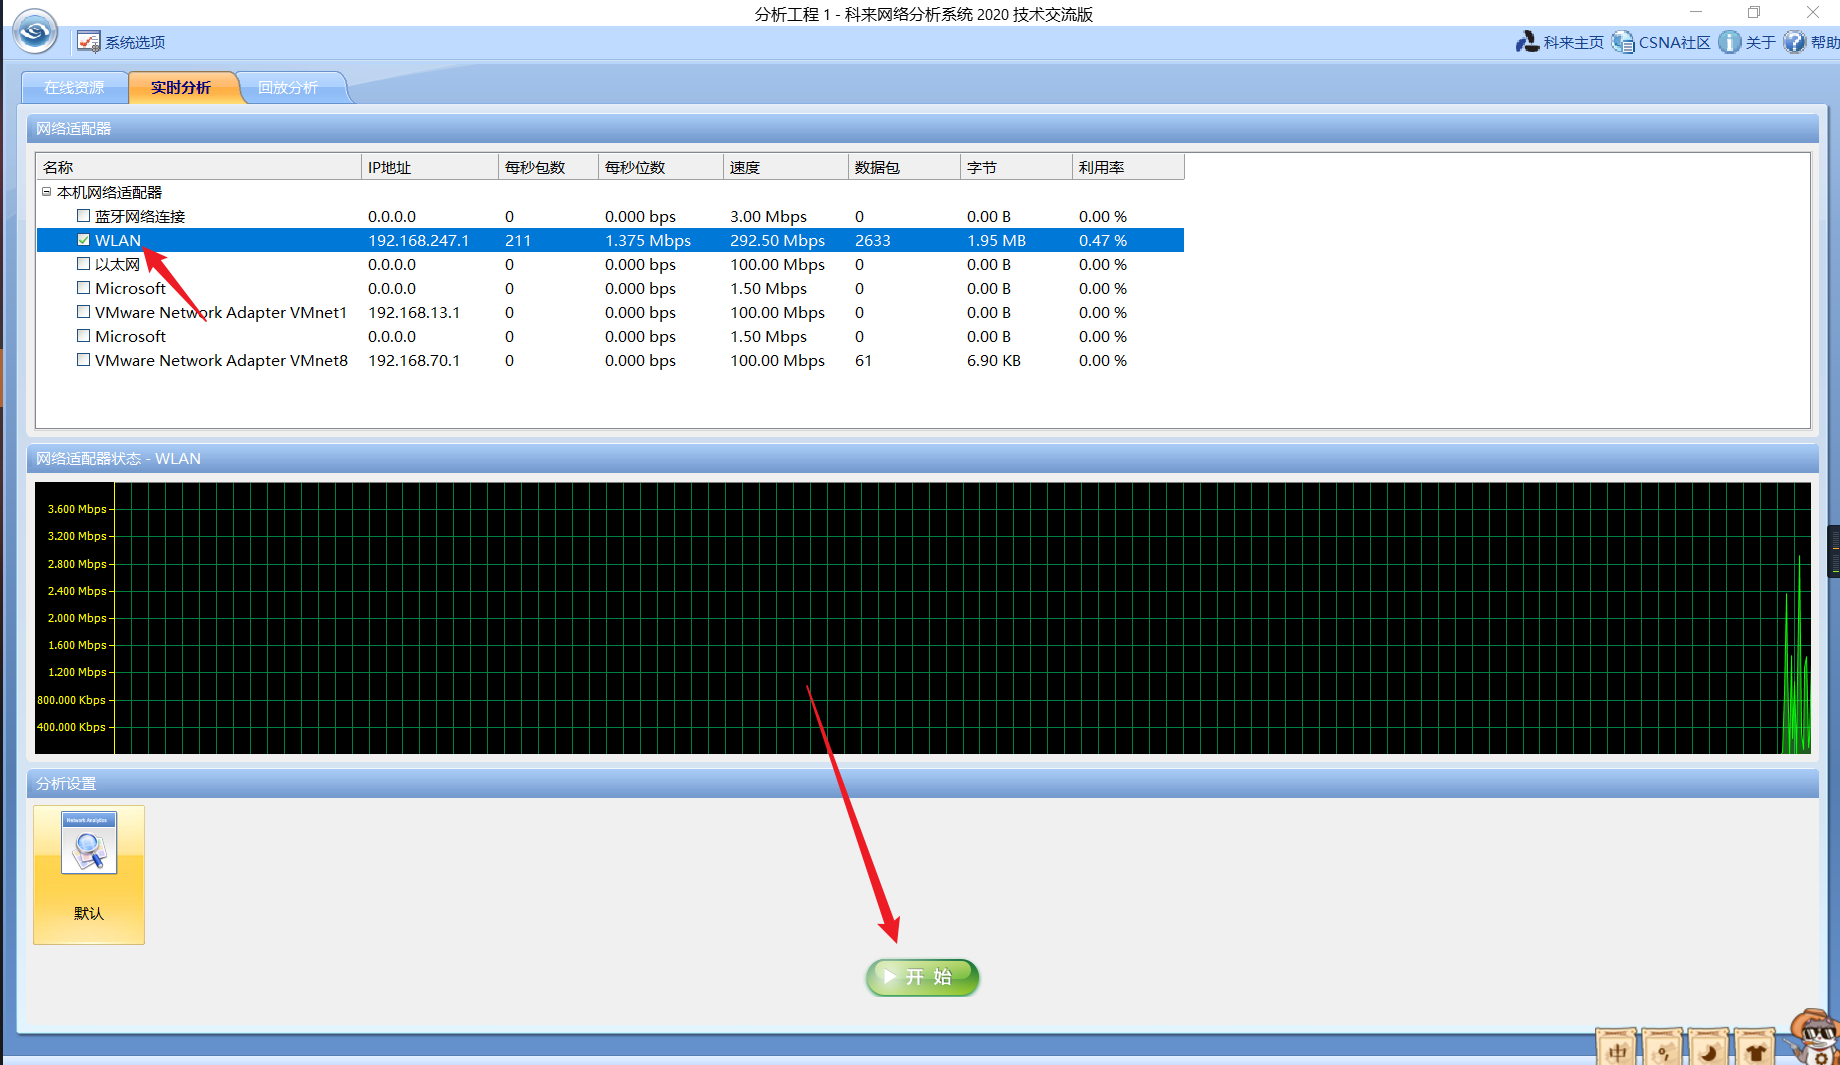 分析工程 1 - 科来网络分析系统 2020 技术交流版
系统选项
科来主页 CSNA社区 关于 帮助
在线资源 实时分析 回放分析
网络适配器
名称 IP地址 每秒包数 每秒位数 速度 数据包 字节 利用率
本机网络适配器
蓝牙网络连接 0.0.0.0 0 0.000 bps 3.00 Mbps 0 0.00 B 0.00 %
WLAN 192.168.247.1 211 1.375 Mbps 292.50 Mbps 2633 1.95 MB 0.47 %
以太网 0.0.0.0 0 0.000 bps 100.00 Mbps 0 0.00 B 0.00 %
Microsoft 0.0.0.0 0 0.000 bps 1.50 Mbps 0 0.00 B 0.00 %
VMware Network Adapter VMnet1 192.168.13.1 0 0.000 bps 100.00 Mbps 0 0.00 B 0.00 %
Microsoft 0.0.0.0 0 0.000 bps 1.50 Mbps 0 0.00 B 0.00 %
VMware Network Adapter VMnet8 192.168.70.1 0 0.000 bps 100.00 Mbps 61 6.90 KB 0.00 %
网络适配器状态 - WLAN
3.600 Mbps
3.200 Mbps
2.800 Mbps
2.400 Mbps
2.000 Mbps
1.600 Mbps
1.200 Mbps
800.000 Kbps
400.000 Kbps
分析设置
Network Analytics
默认
开 始
中